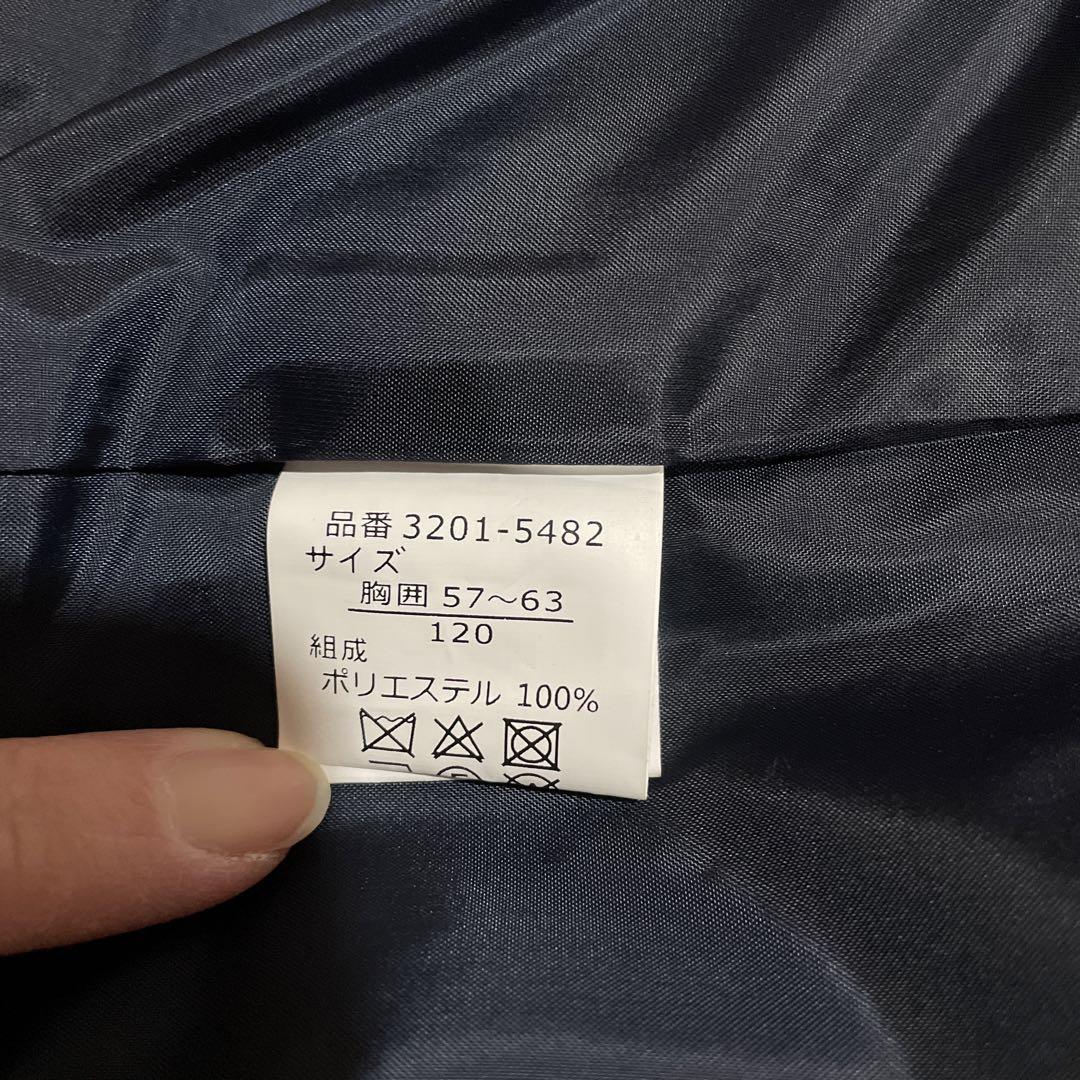 品番 3201-5482
サイズ
胸囲 57～63
120
組成
ポリエステル 100%